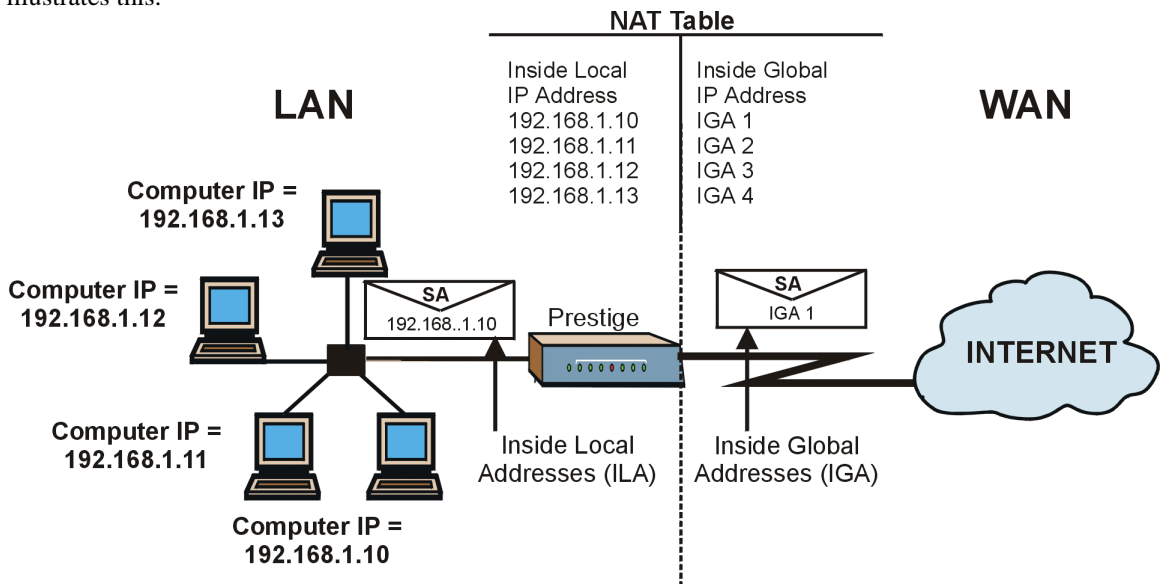 illustrates this.
NAT Table
Inside Local
IP Address
192.168.1.10
192.168.1.11
192.168.1.12
192.168.1.13
Inside Global
IP Address
IGA 1
IGA 2
IGA 3
IGA 4
LAN
WAN
Computer IP =
192.168.1.13
Computer IP =
192.168.1.12
SA
192.168..1.10
Prestige
SA
IGA 1
INTERNET
Computer IP =
192.168.1.11
Inside Local
Addresses (ILA)
Inside Global
Addresses (IGA)
Computer IP =
192.168.1.10